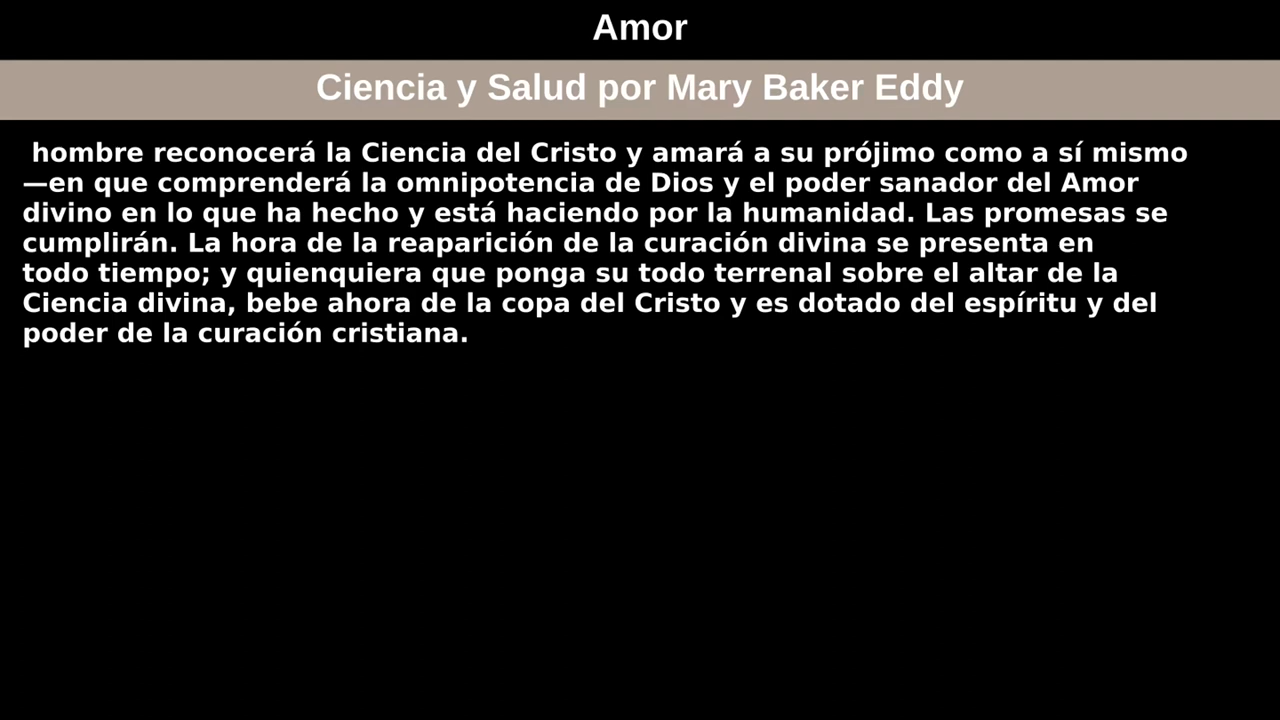 Amor
Ciencia y Salud por Mary Baker Eddy
hombre reconocerá la Ciencia del Cristo y amará a su prójimo como a sí mismo
—en que comprenderá la omnipotencia de Dios y el poder sanador del Amor
divino en lo que ha hecho y está haciendo por la humanidad. Las promesas se
cumplirán. La hora de la reaparición de la curación divina se presenta en
todo tiempo; y quienquiera que ponga su todo terrenal sobre el altar de la
Ciencia divina, bebe ahora de la copa del Cristo y es dotado del espíritu y del
poder de la curación cristiana.